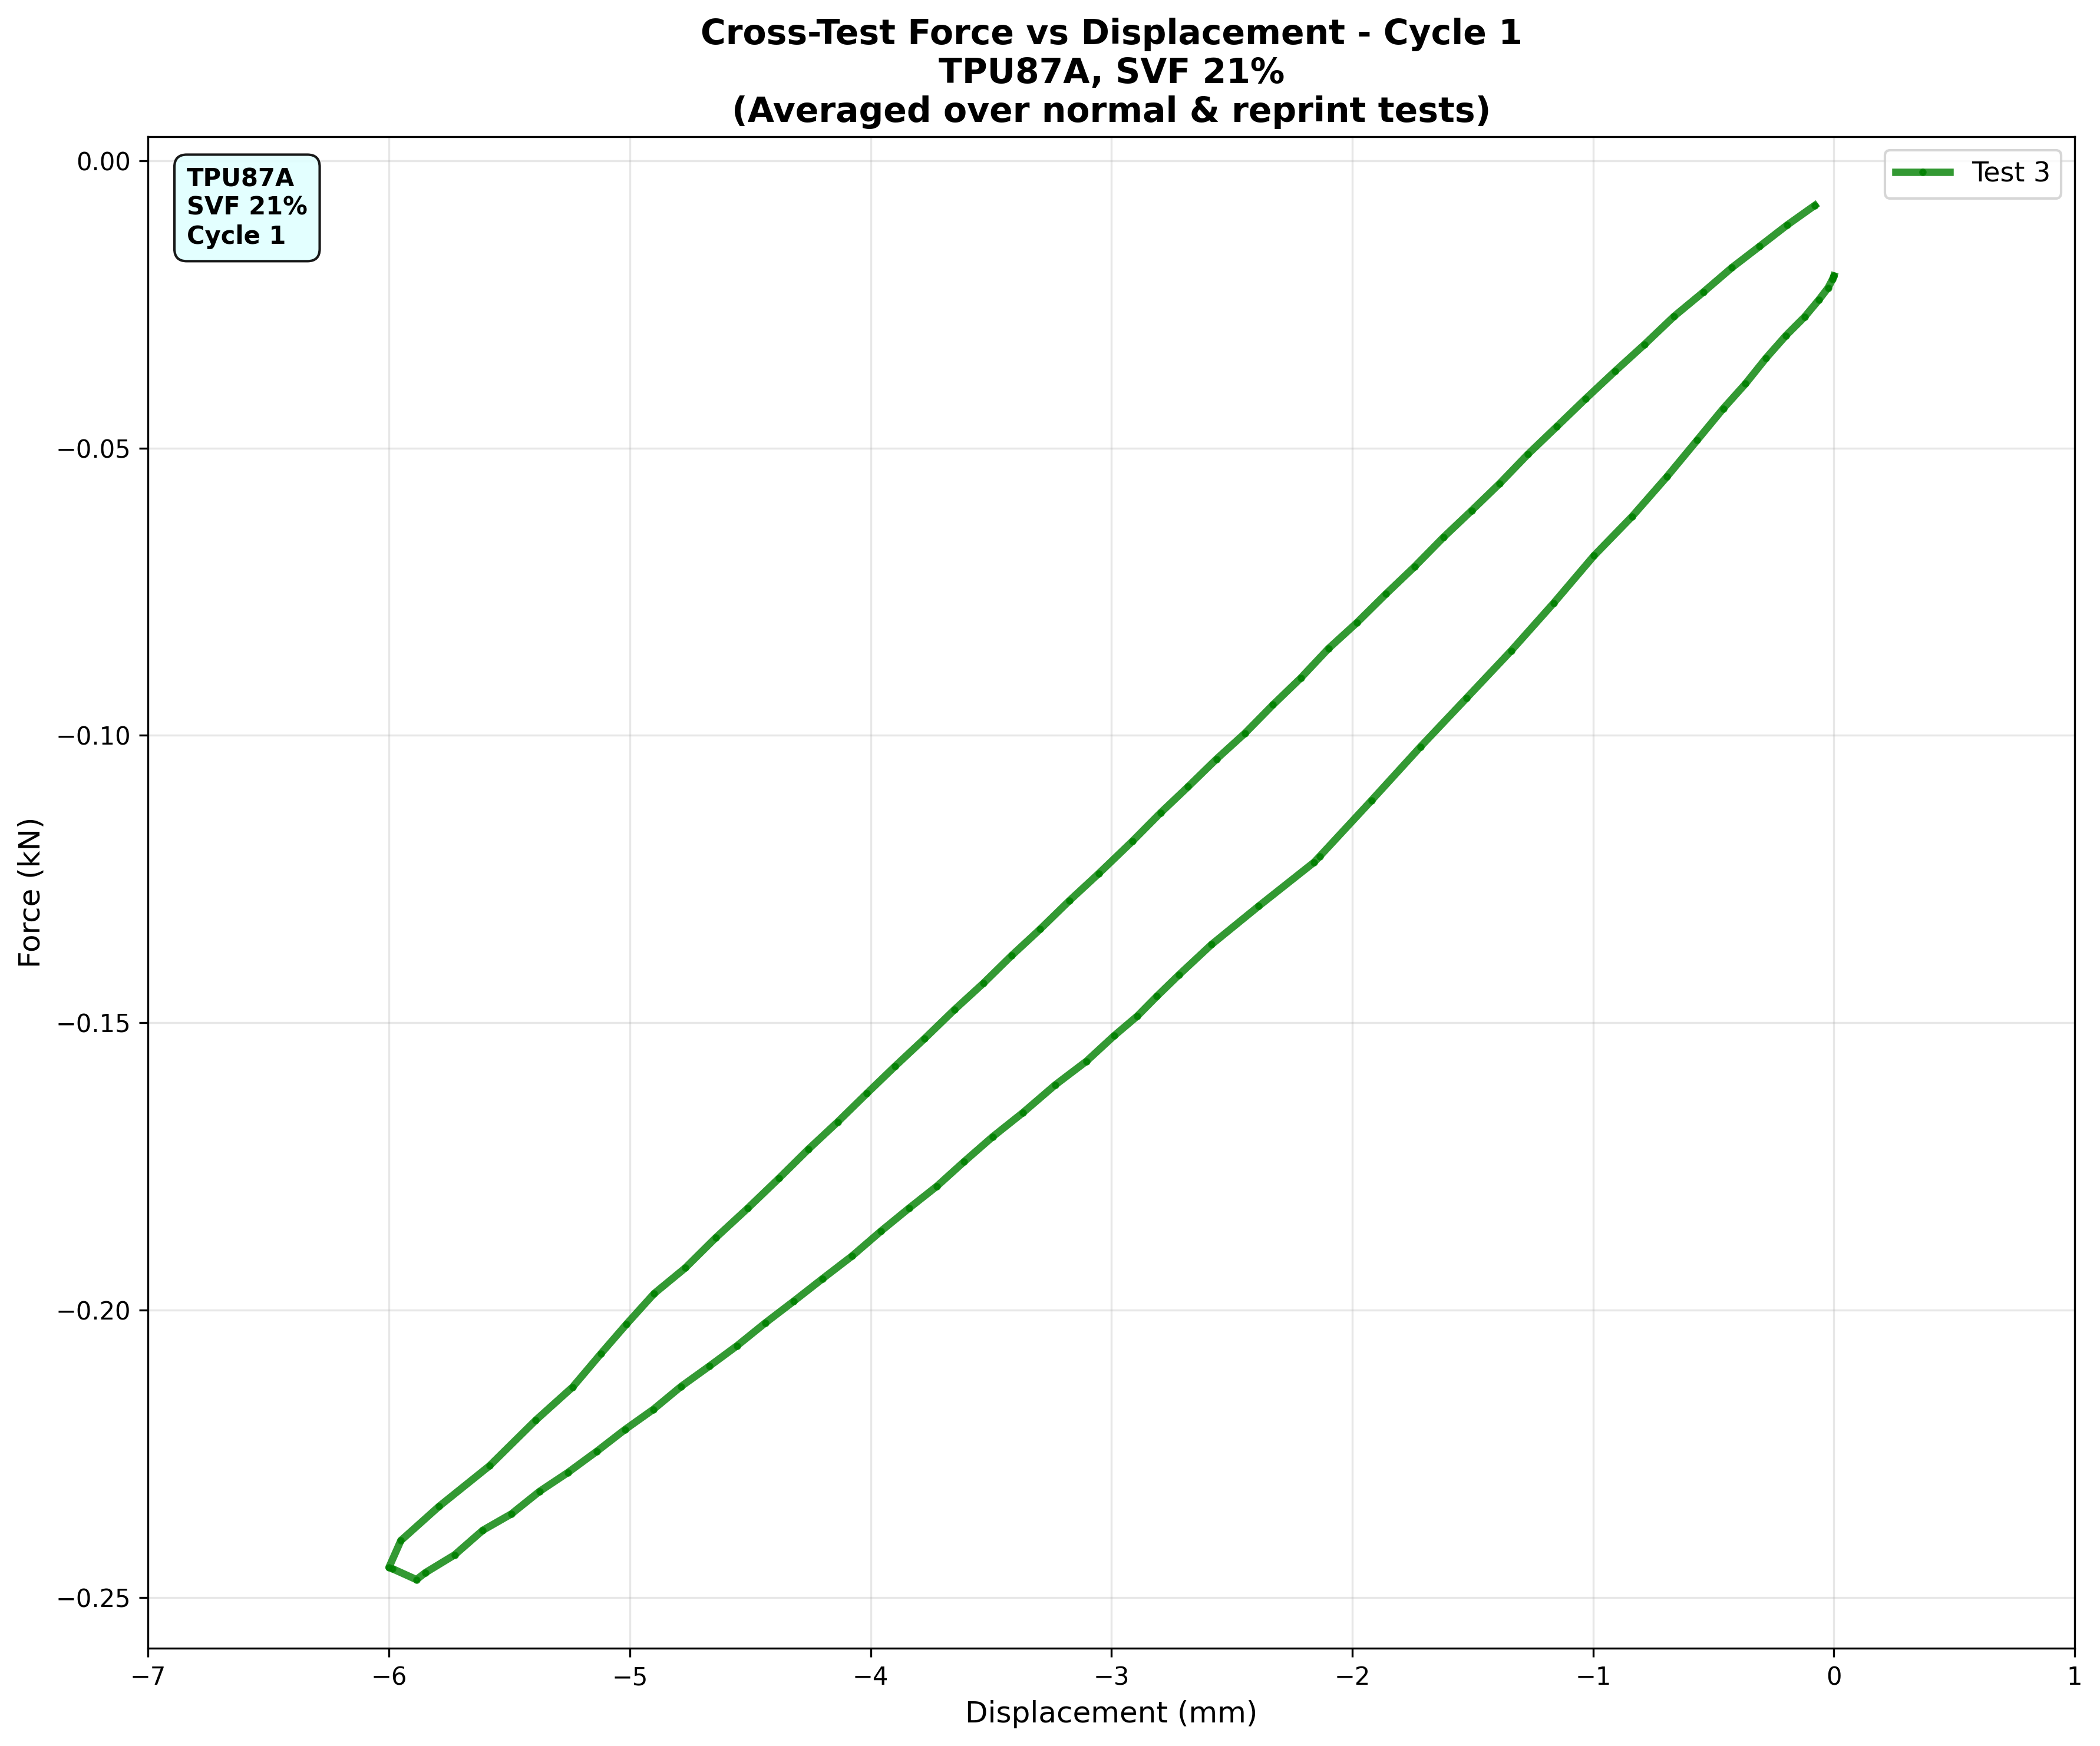 Cross-Test Force vs Displacement - Cycle 1
TPU87A, SVF 21%
(Averaged over normal & reprint tests)
TPU87A
SVF 21%
Cycle 1
Test 3
Force (kN)
0.00
−0.05
−0.10
−0.15
−0.20
−0.25
−7 −6 −5 −4 −3 −2 −1 0 1
Displacement (mm)